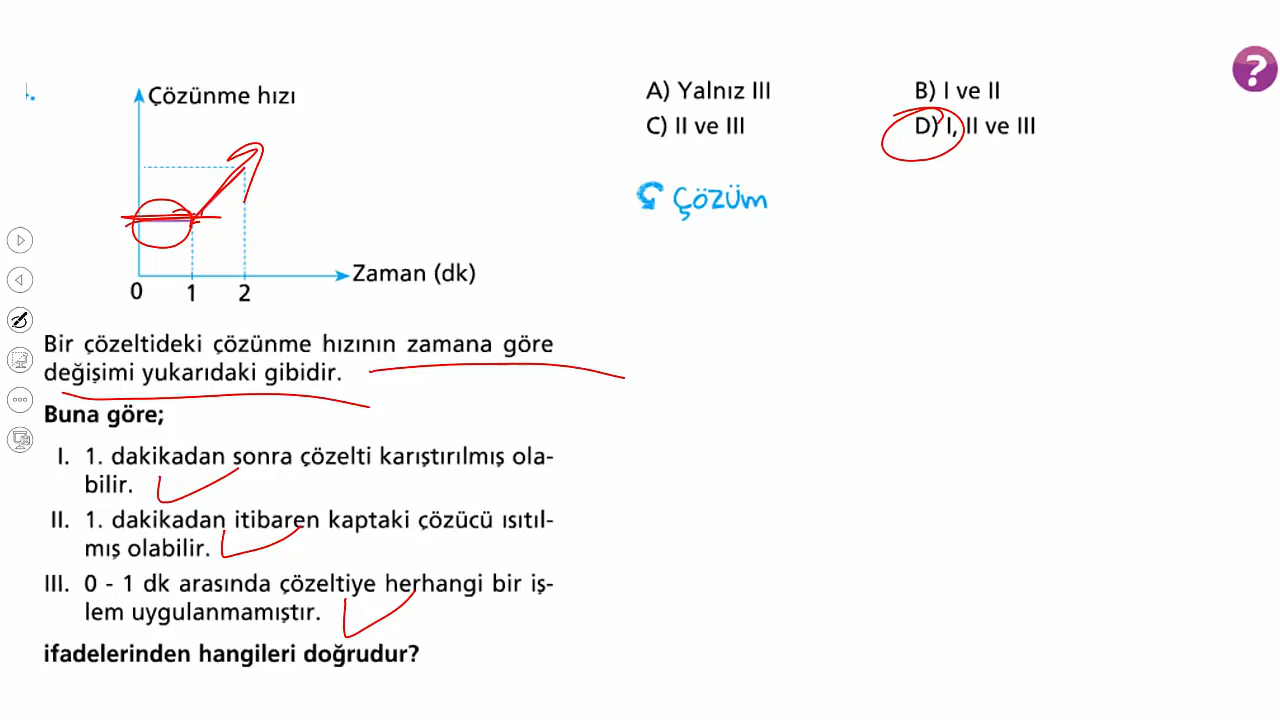 Çözünme hızı
Zaman (dk)
0 1 2
Bir çözeltideki çözünme hızının zamana göre
değişimi yukarıdaki gibidir.
Buna göre;
I. 1. dakikadan sonra çözelti karıştırılmış ola-
bilir.
II. 1. dakikadan itibaren kaptaki çözücü ısıtıl-
mış olabilir.
III. 0 - 1 dk arasında çözeltiye herhangi bir iş-
lem uygulanmamıştır.
ifadelerinden hangileri doğrudur?
A) Yalnız III B) I ve II
C) II ve III D) I, II ve III
Çözüm
?